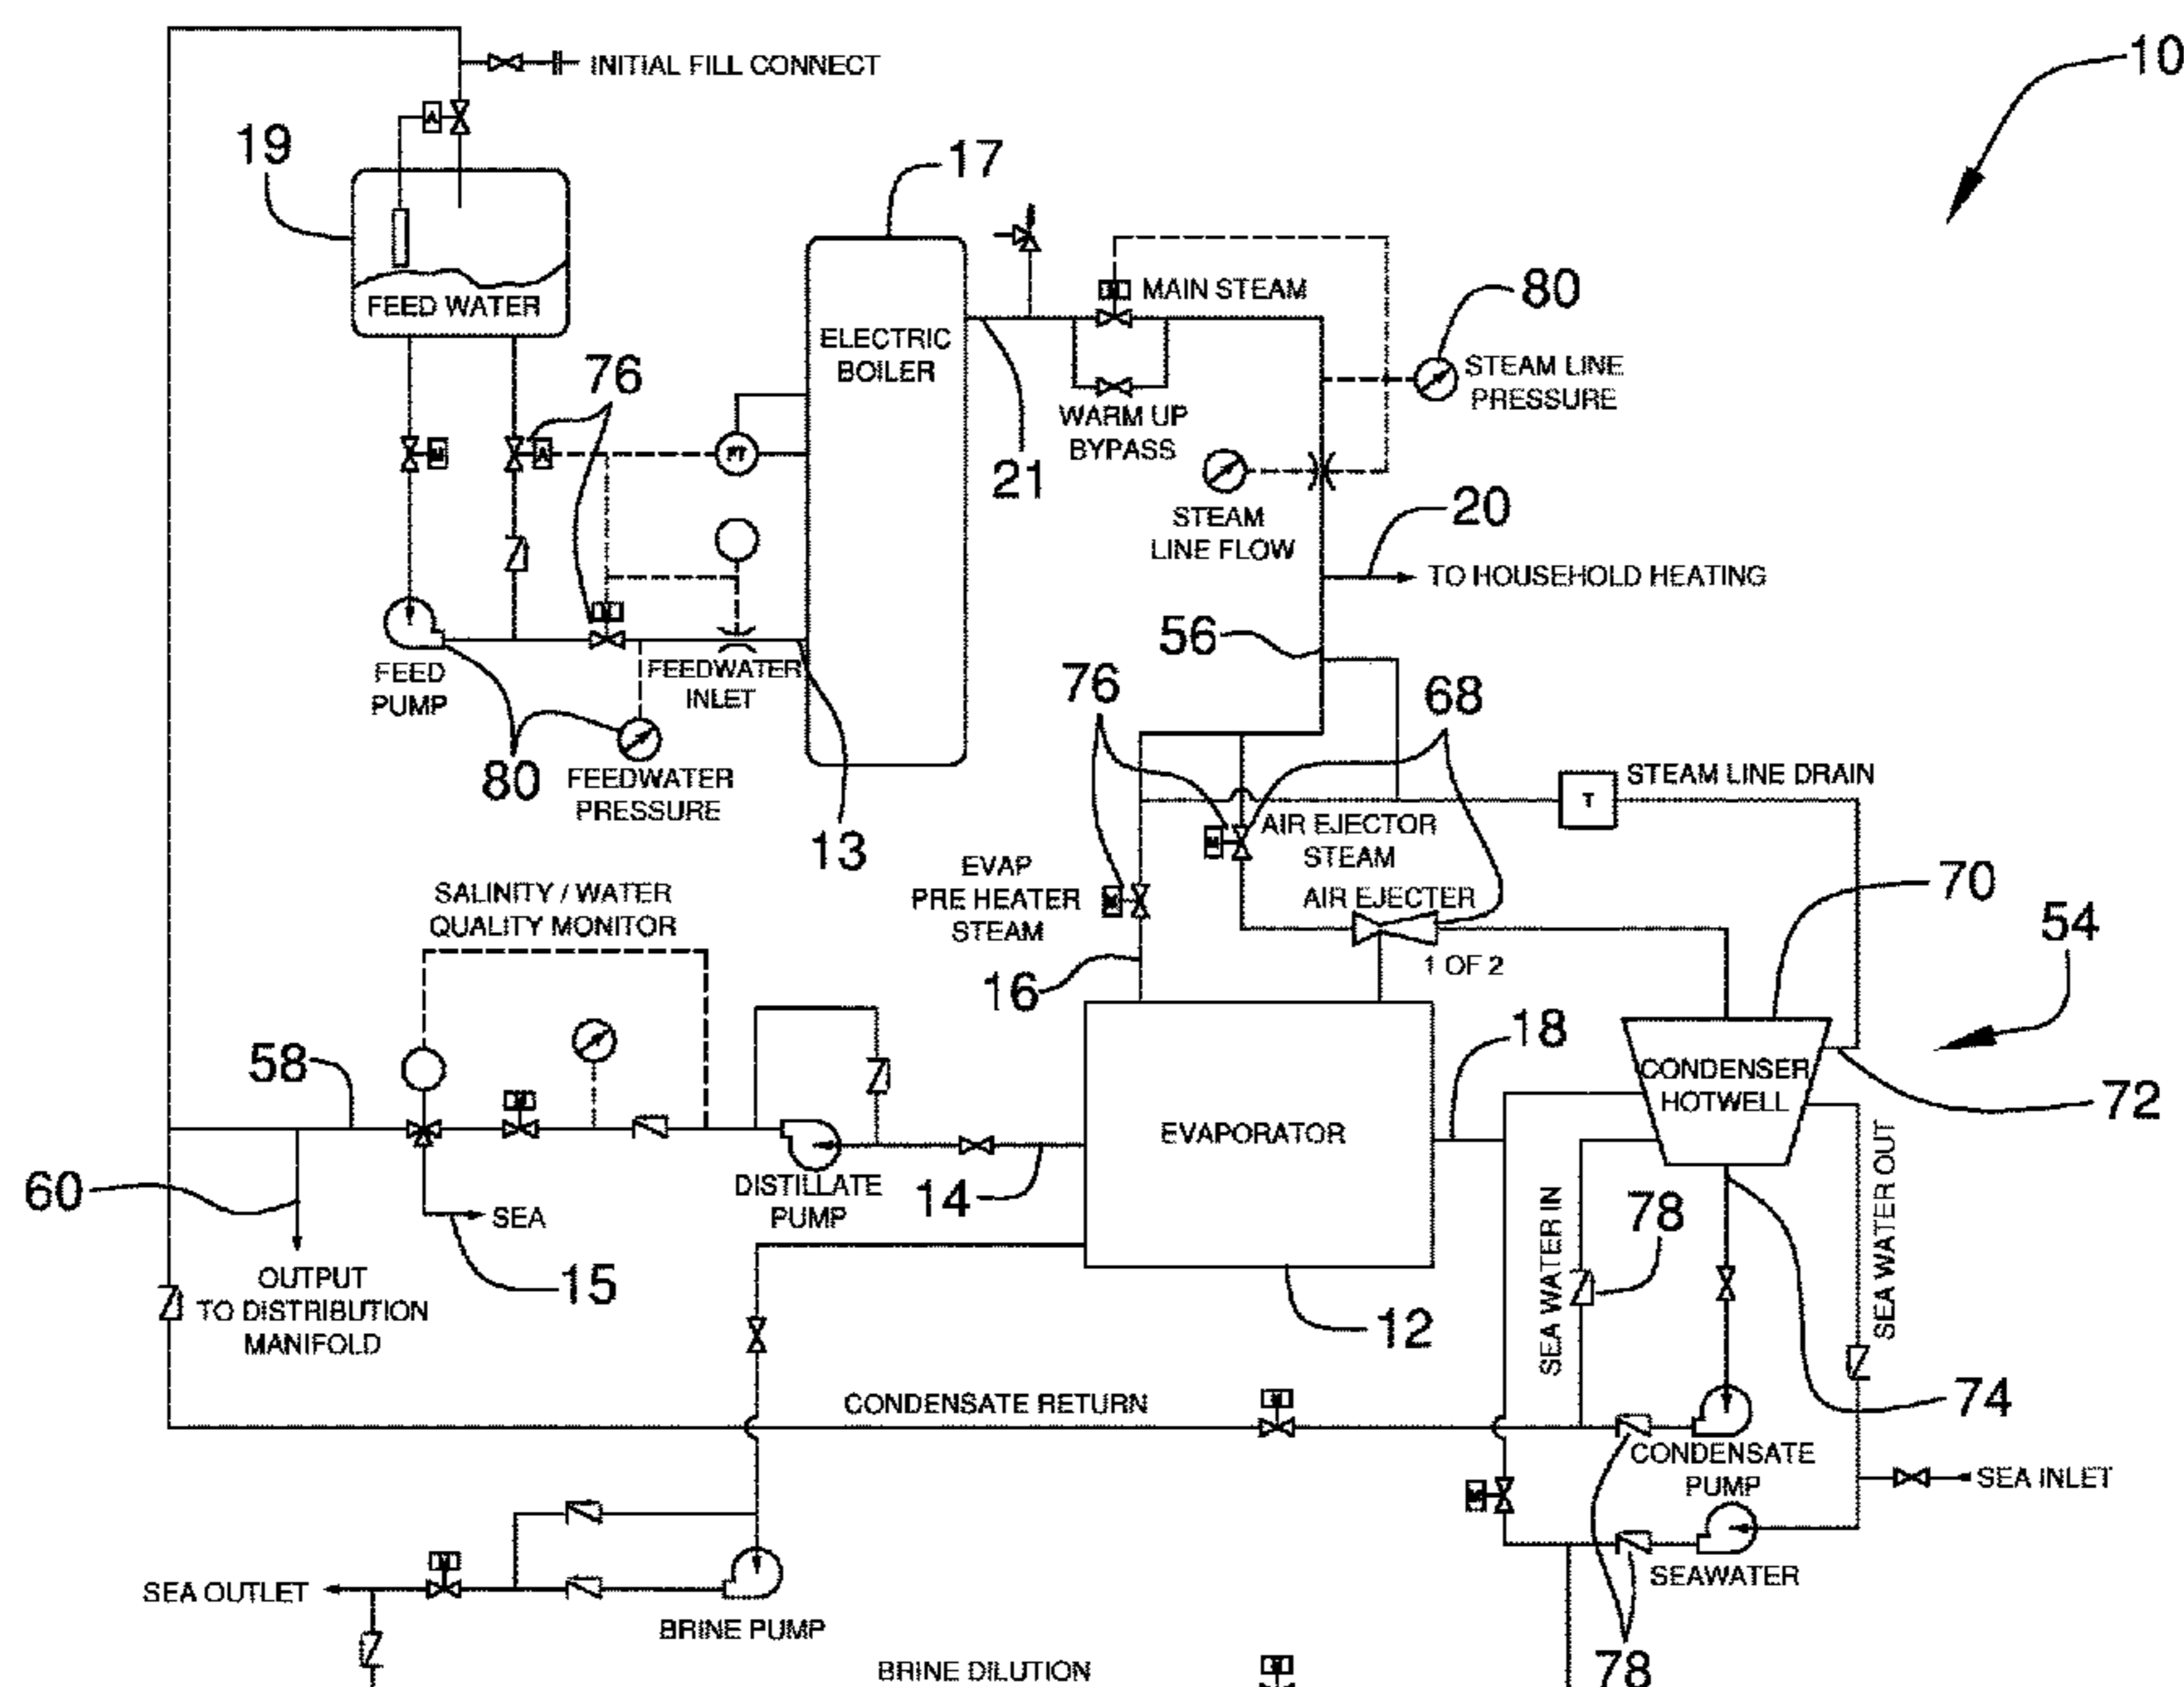 10
INITIAL FILL CONNECT
A
19
17
FEED WATER
MAIN STEAM
80
ELECTRIC
BOILER
STEAM LINE
PRESSURE
76
WARM UP
BYPASS
M
A
PT
21
STEAM
LINE FLOW
20
TO HOUSEHOLD HEATING
56
FEED
PUMP
FEEDWATER
INLET
76
68
80
FEEDWATER
PRESSURE
STEAM LINE DRAIN
T
13
AIR EJECTOR
STEAM
M
EVAP
PRE HEATER
STEAM
M
AIR EJECTER
1 OF 2
70
54
SALINITY / WATER
QUALITY MONITOR
16
18
58
CONDENSER
HOTWELL
72
EVAPORATOR
60
SEA
DISTILLATE
PUMP
14
SEA WATER IN
78
SEA WATER OUT
OUTPUT
TO DISTRIBUTION
MANIFOLD
15
12
CONDENSATE RETURN
74
CONDENSATE
PUMP
SEA INLET
M
SEAWATER
SEA OUTLET
BRINE PUMP
BRINE DILUTION
78